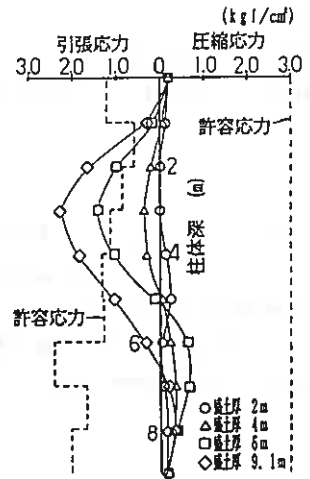 (kgf/cm²)
引張応力 圧縮応力
3.0 2.0 1.0 0 1.0 2.0 3.0
許容応力
2
柱体深 (m)
4
許容応力
6
8
○盛土厚 2m
△盛土厚 4m
□盛土厚 6m
◇盛土厚 9.1m